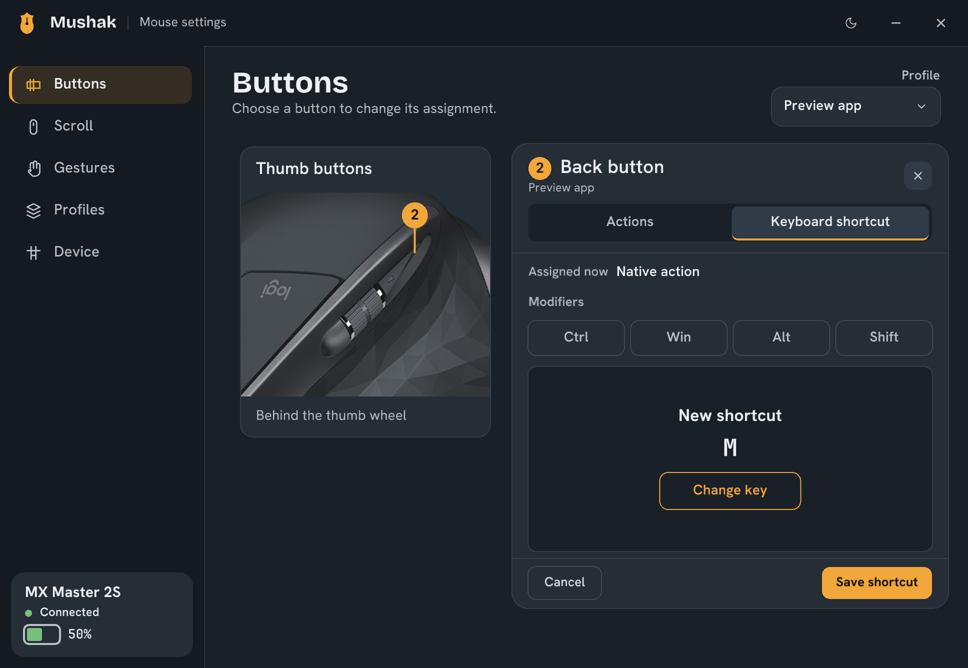 Mushak
Mouse settings
Buttons
Scroll
Gestures
Profiles
Device
MX Master 2S
Connected
50%
Buttons
Choose a button to change its assignment.
Profile
Preview app
Thumb buttons
2
logi
Behind the thumb wheel
2 Back button
Preview app
Actions
Keyboard shortcut
Assigned now Native action
Modifiers
Ctrl
Win
Alt
Shift
New shortcut
M
Change key
Cancel
Save shortcut